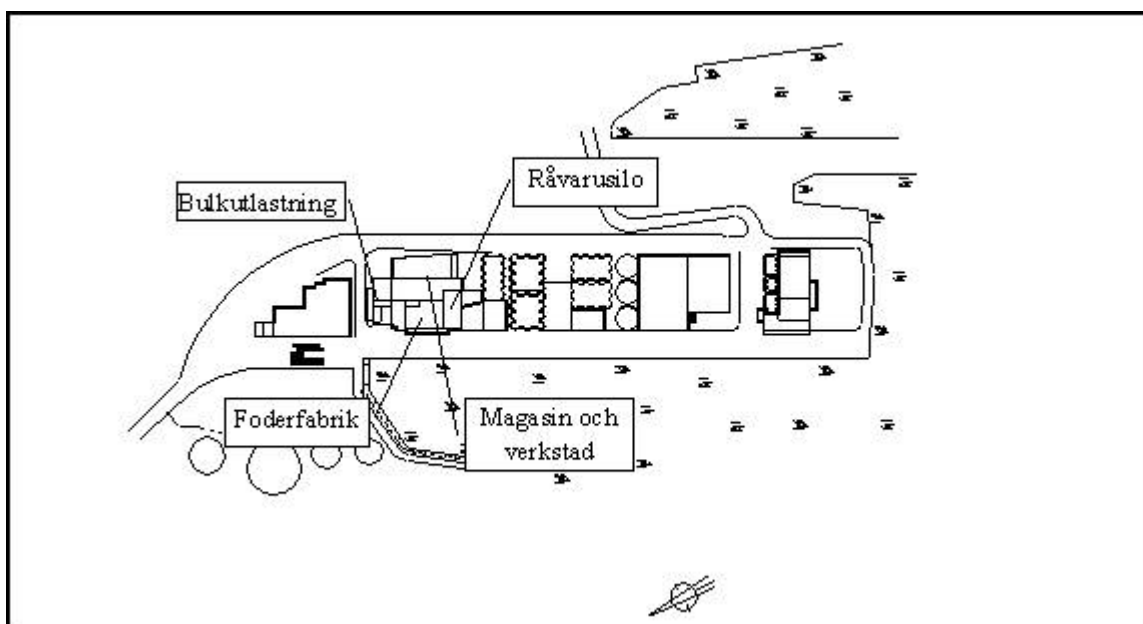 Råvarusilo
Bulkutlastning
Foderfabrik
Magasin och
verkstad